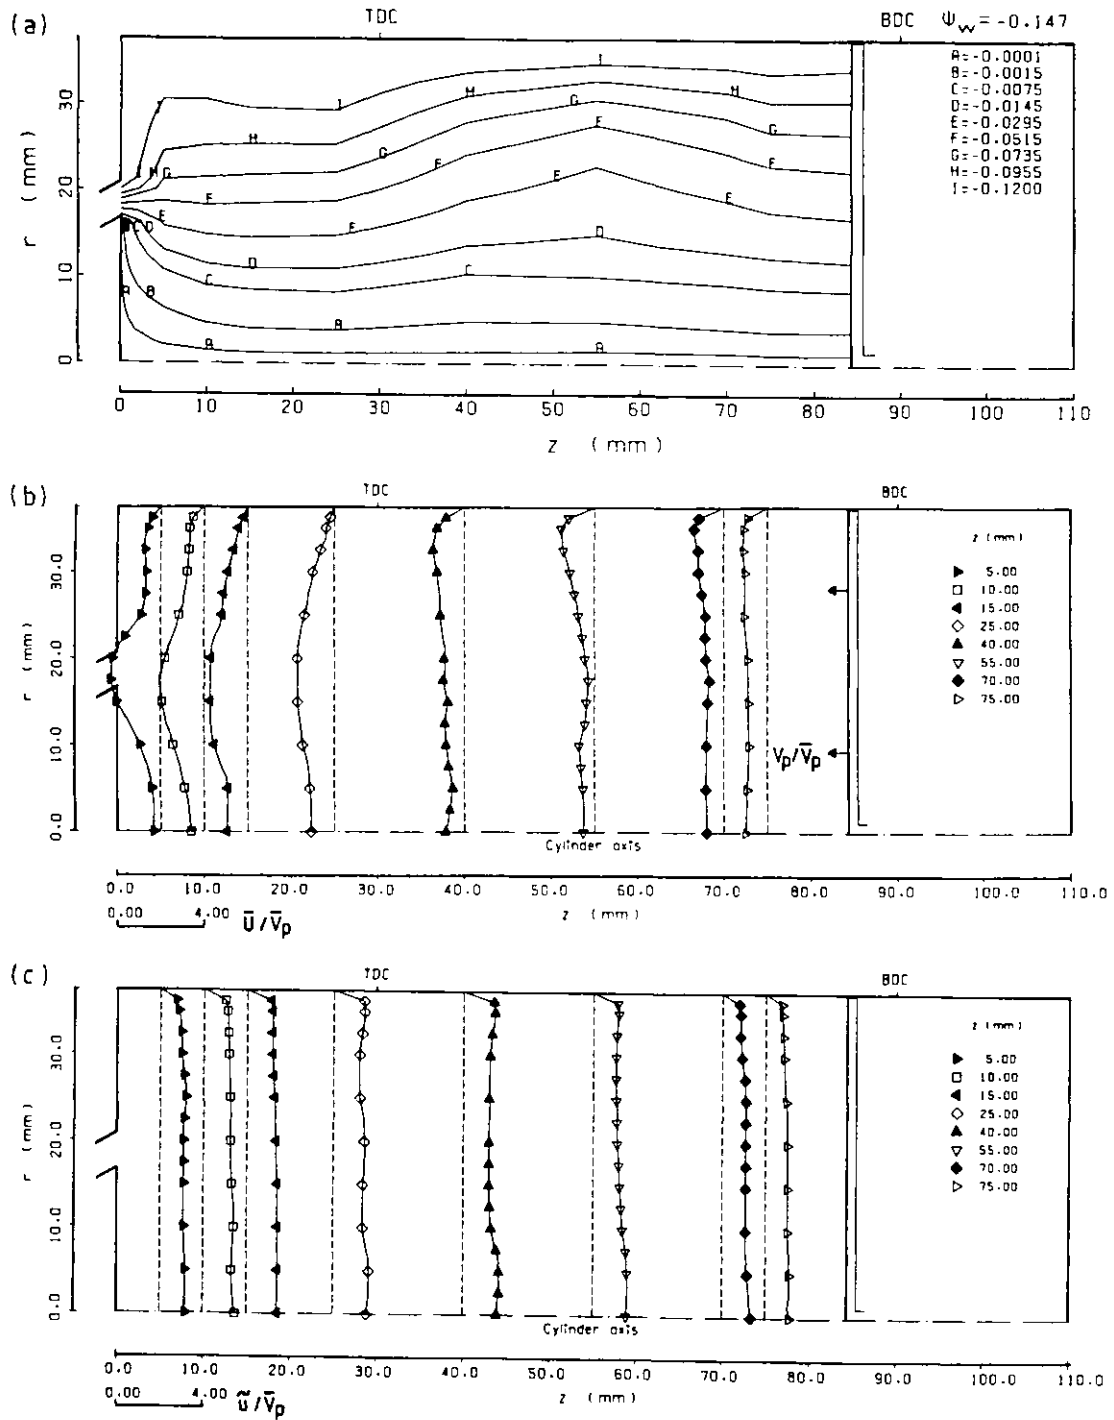 (a) TDC BDC Ψw = -0.147
A=-0.0001
B=-0.0015
C=-0.0075
D=-0.0145
E=-0.0295
F=-0.0515
G=-0.0735
H=-0.0955
I=-0.1200
r (mm)
0 10 20 30
0 10 20 30 40 50 60 70 80 90 100 110
z (mm)
(b) TDC BDC
z (mm)
5.00
10.00
15.00
25.00
40.00
55.00
70.00
75.00
r (mm)
0.0 10.0 20.0 30.0
Vp/V̄p
Cylinder axis
0.0 10.0 20.0 30.0 40.0 50.0 60.0 70.0 80.0 90.0 100.0 110.0
0.00 4.00 Ū/V̄p z (mm)
(c) TDC BDC
z (mm)
5.00
10.00
15.00
25.00
40.00
55.00
70.00
75.00
r (mm)
0.0 10.0 20.0 30.0
Cylinder axis
0.0 10.0 20.0 30.0 40.0 50.0 60.0 70.0 80.0 90.0 100.0 110.0
0.00 4.00 ũ/V̄p z (mm)